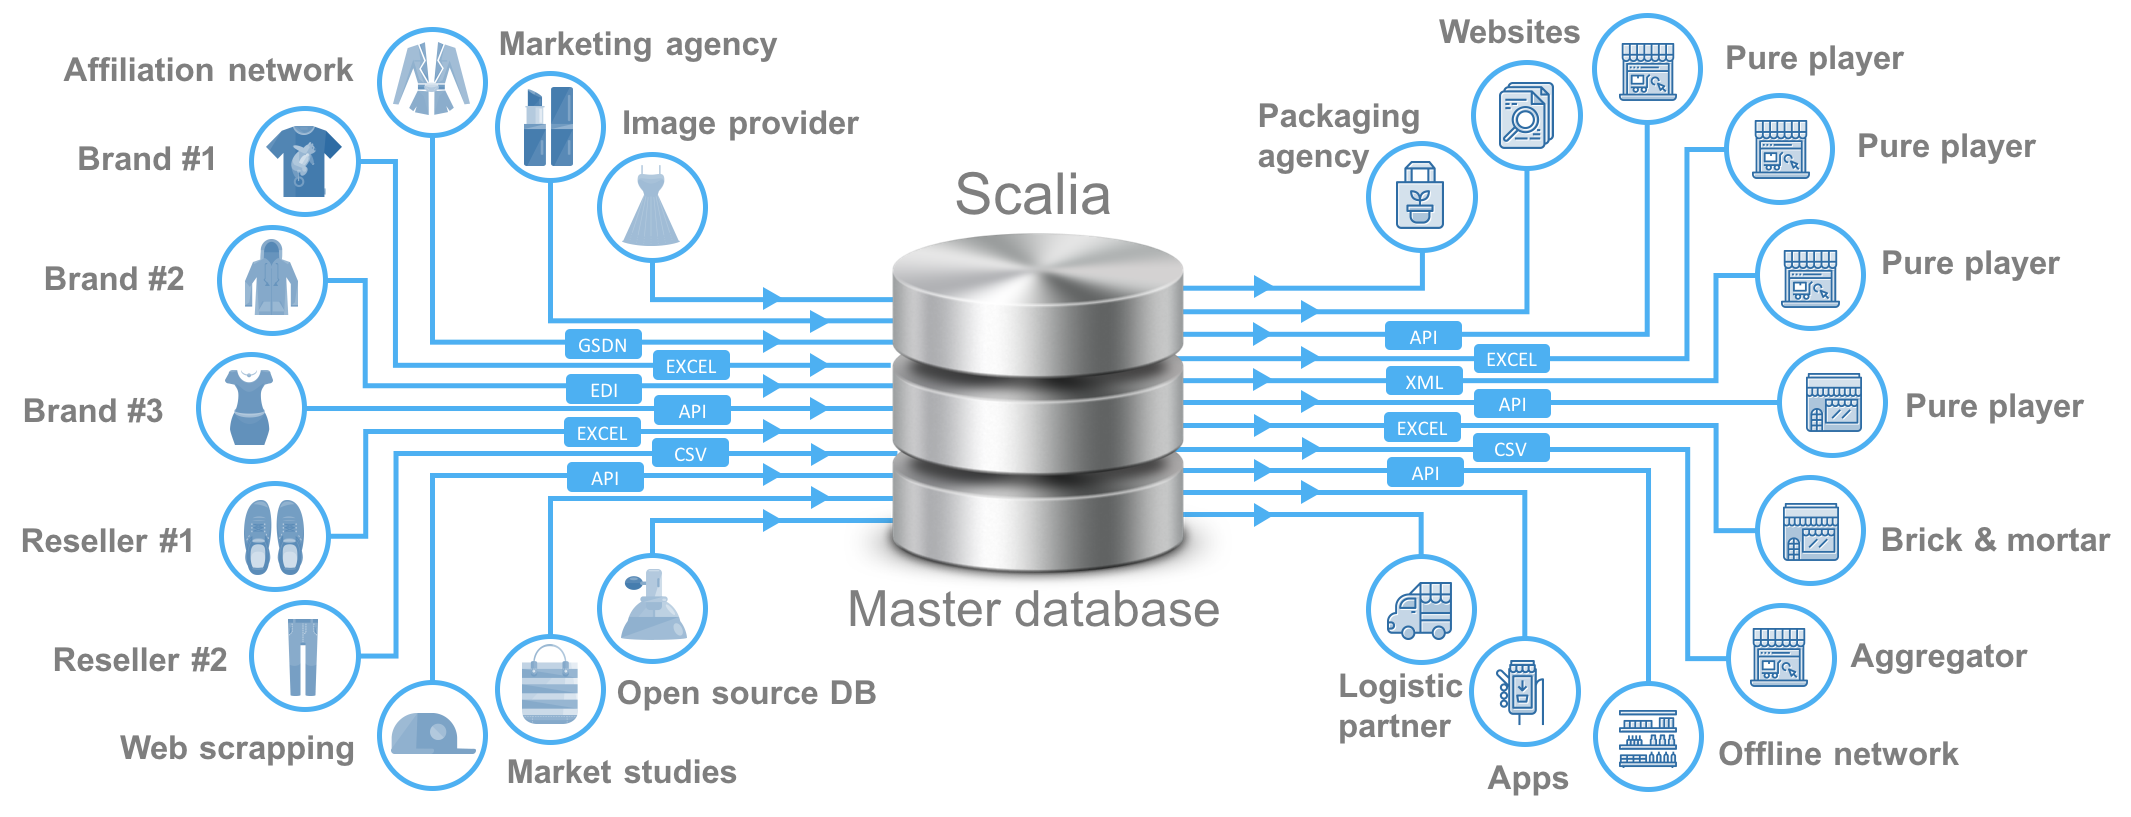 Affiliation network
Marketing agency
Image provider
Brand #1
Brand #2
Brand #3
Reseller #1
Reseller #2
Web scrapping
Market studies
Open source DB
GSDN
EXCEL
EDI
API
EXCEL
CSV
API
Scalia
Master database
Packaging
agency
Websites
Pure player
Pure player
Pure player
Pure player
Brick & mortar
Aggregator
Offline network
Apps
Logistic
partner
API
EXCEL
XML
API
EXCEL
CSV
API